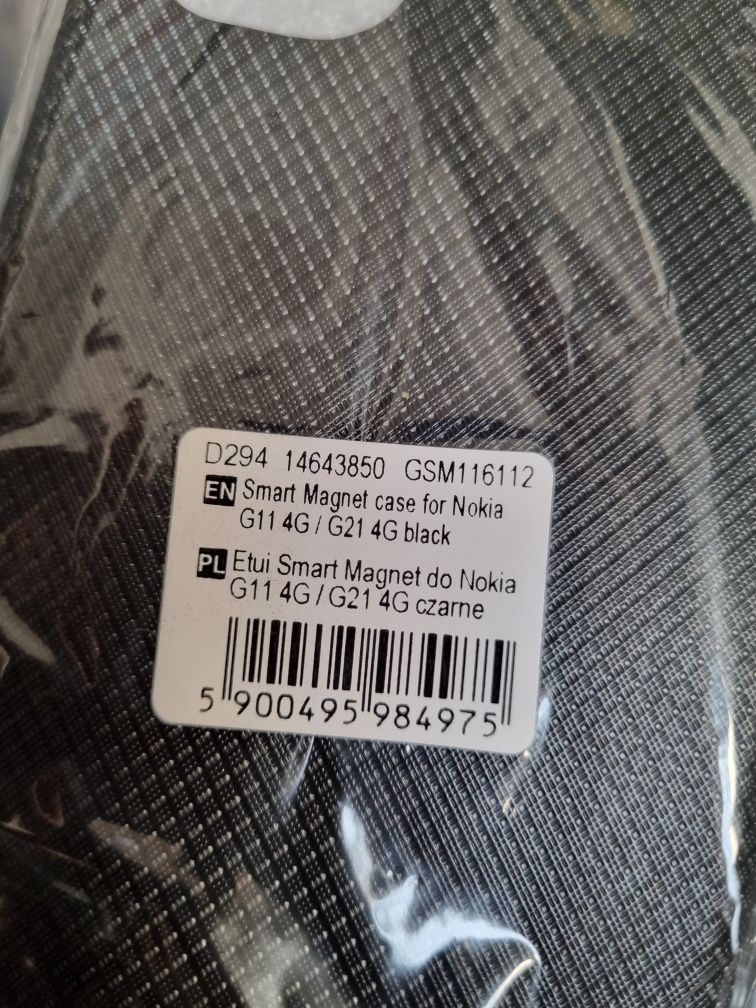 D294 14643850 GSM116112
EN Smart Magnet case for Nokia
G11 4G / G21 4G black
PL Etui Smart Magnet do Nokia
G11 4G / G21 4G czarne
5 900495 984975